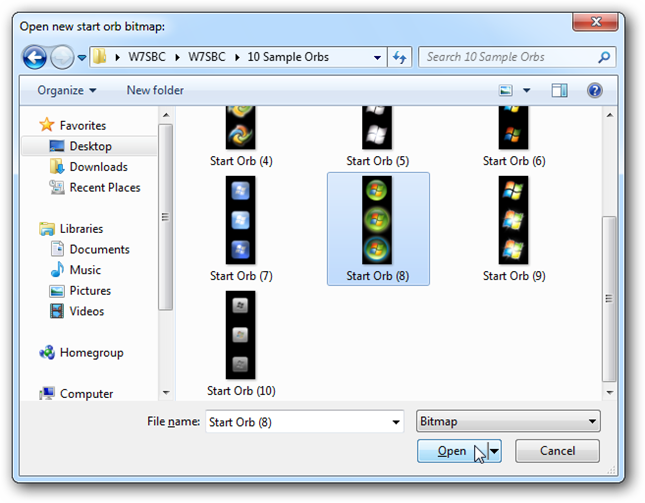 Open new start orb bitmap:
W7SBC W7SBC 10 Sample Orbs Search 10 Sample Orbs
Organize New folder
Favorites
Desktop
Downloads
Recent Places
Libraries
Documents
Music
Pictures
Videos
Homegroup
Computer
Start Orb (4) Start Orb (5) Start Orb (6)
Start Orb (7) Start Orb (8) Start Orb (9)
Start Orb (10)
File name: Start Orb (8) Bitmap
Open Cancel